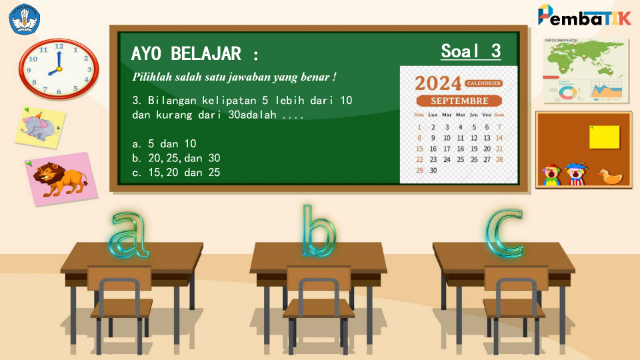 PembaTIK
AYO BELAJAR :
Soal 3
Pilihlah salah satu jawaban yang benar !
3. Bilangan kelipatan 5 lebih dari 10
dan kurang dari 30adalah ....
a. 5 dan 10
b. 20,25,dan 30
c. 15,20 dan 25
2024 CALENDRIER
SEPTEMBRE
Dim Lun Mar Mer Jeu Ven Sam
1 2 3 4 5 6 7
8 9 10 11 12 13 14
15 16 17 18 19 20 21
22 23 24 25 26 27 28
29 30
INFOGRAPHICS
a b c